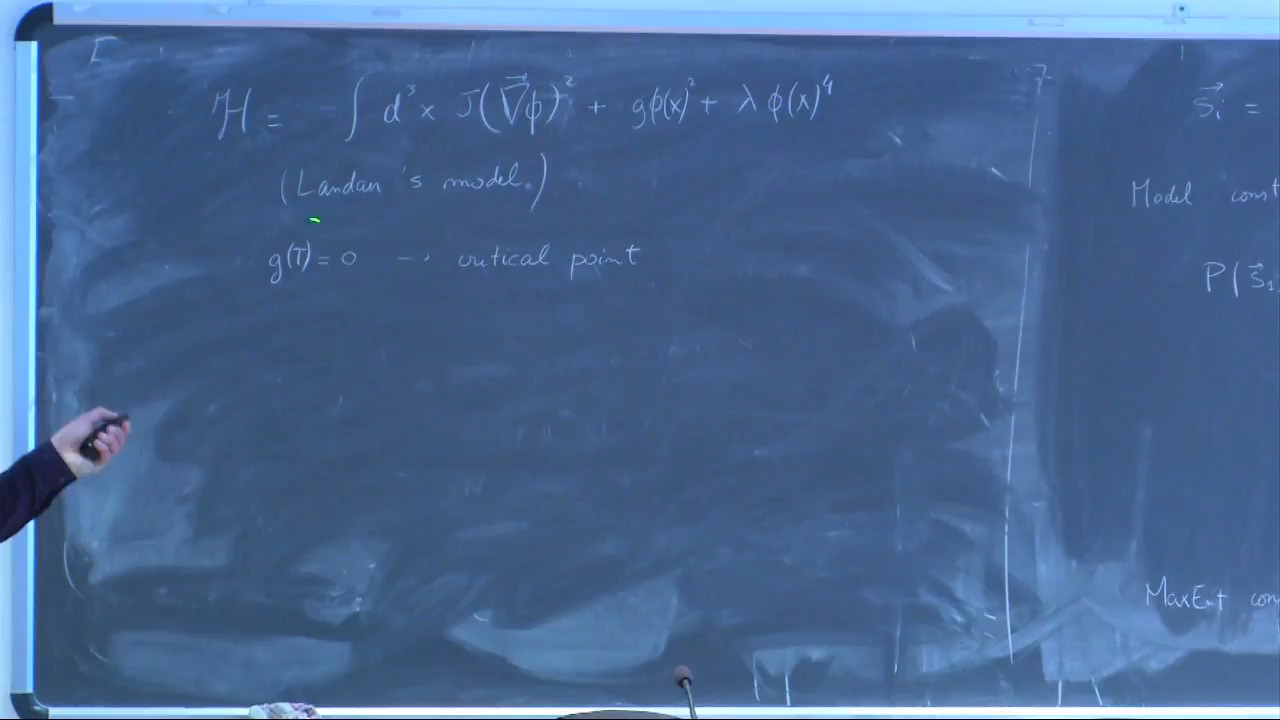 H = ∫ d³x J(∇⃗φ)² + gφ(x)² + λ φ(x)⁴
(Landau's model.)
g(T) = 0 → critical point
s⃗ᵢ =
Model const
P(s⃗₁
MaxEnt con